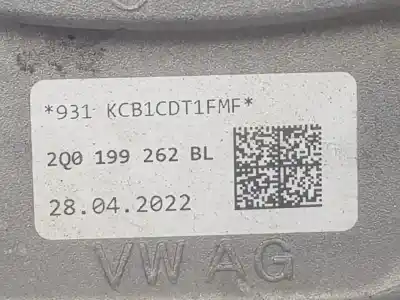 *931 KCB1CDT1FMF*
2Q0 199 262 BL
28.04.2022
VW AG